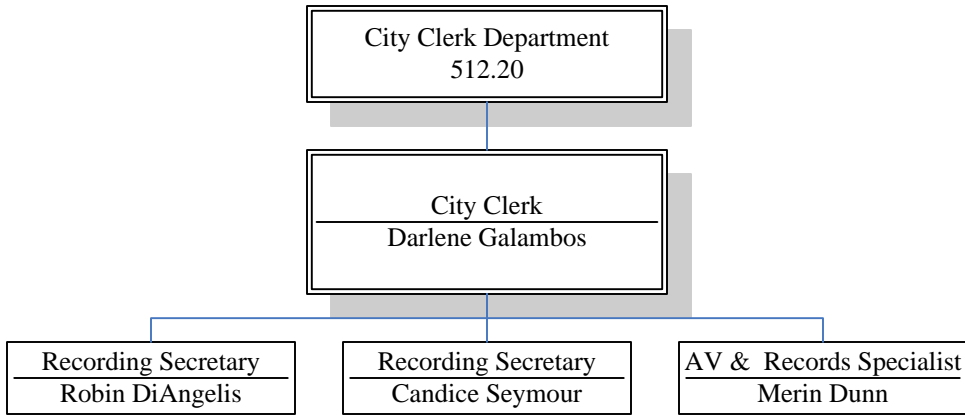 City Clerk Department
512.20
City Clerk
Darlene Galambos
Recording Secretary
Robin DiAngelis
Recording Secretary
Candice Seymour
AV &  Records Specialist
Merin Dunn